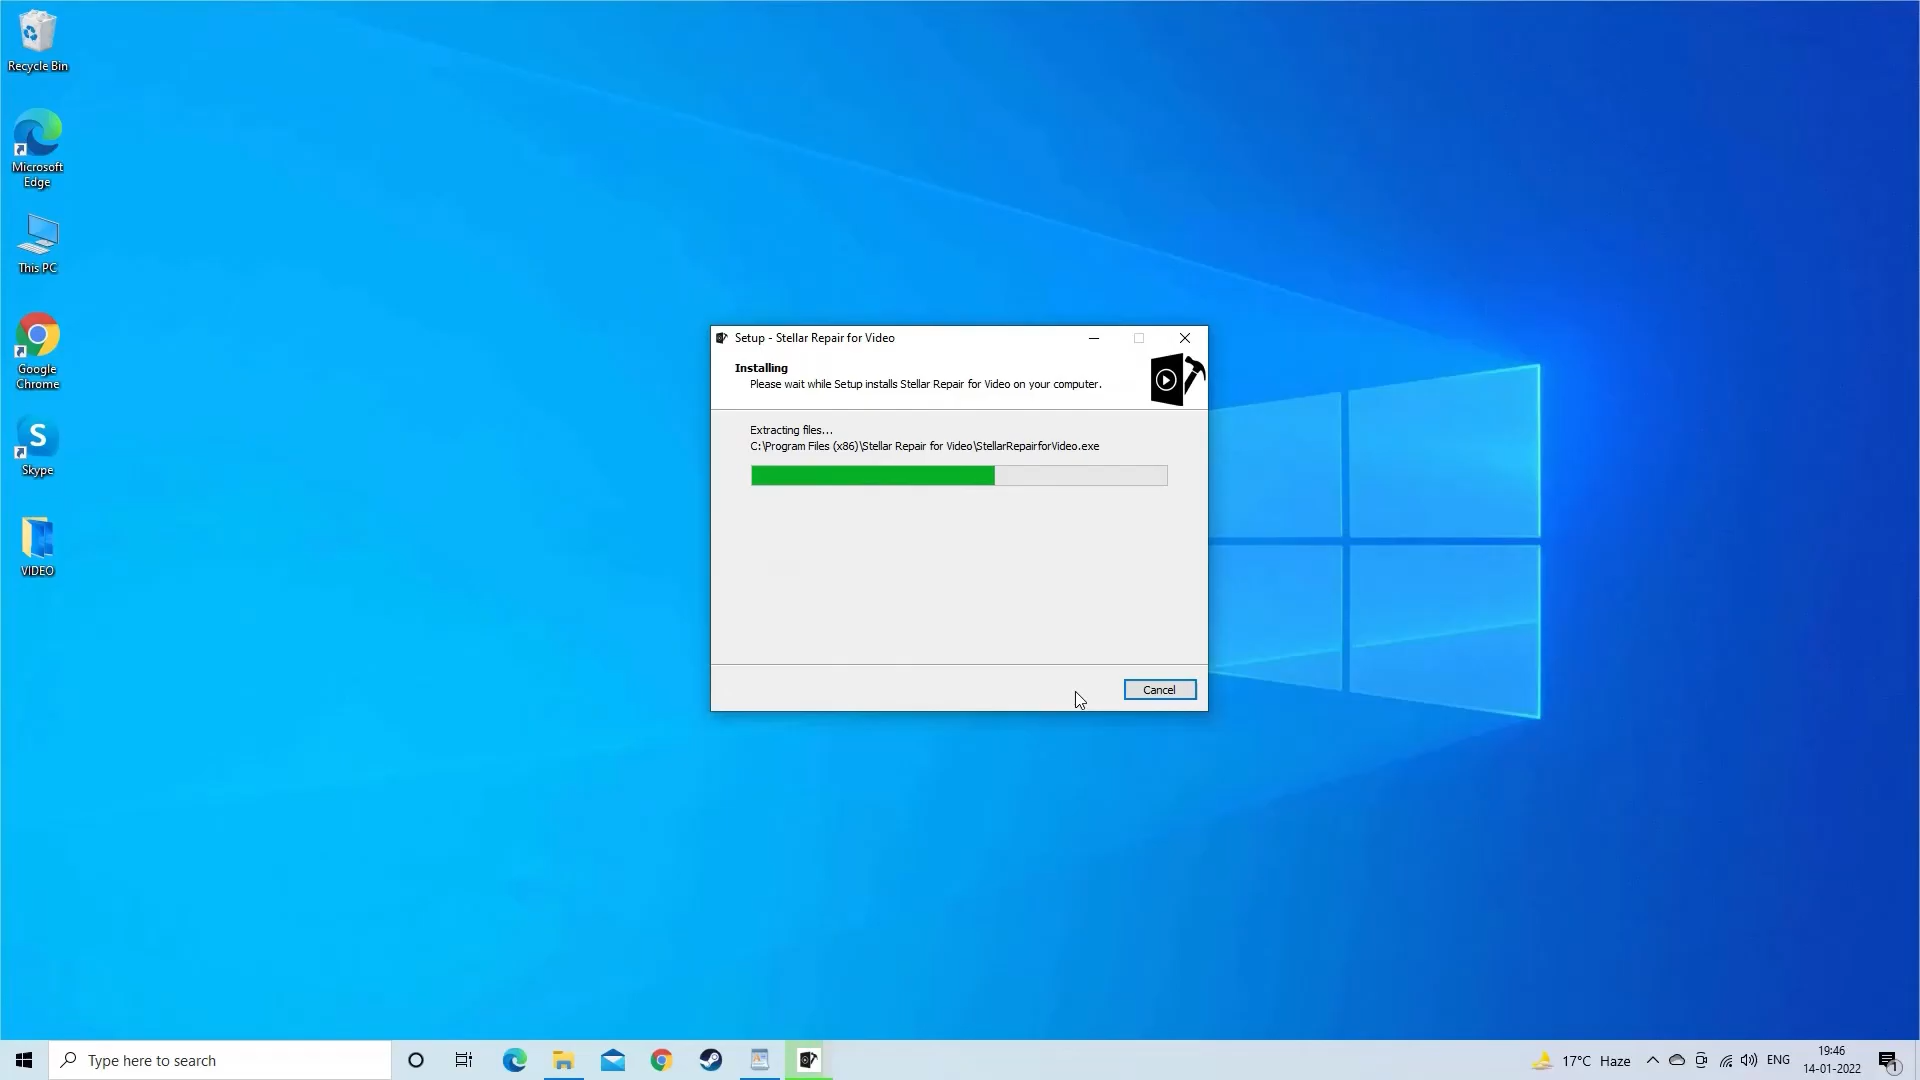 Recycle Bin
Microsoft
Edge
This PC
Google
Chrome
S
Skype
VIDEO
Setup - Stellar Repair for Video
Installing
Please wait while Setup installs Stellar Repair for Video on your computer.
Extracting files...
C:\Program Files (x86)\Stellar Repair for Video\StellarRepairforVideo.exe
Cancel
Type here to search
17°C Haze
ENG
19:46
14-01-2022
1